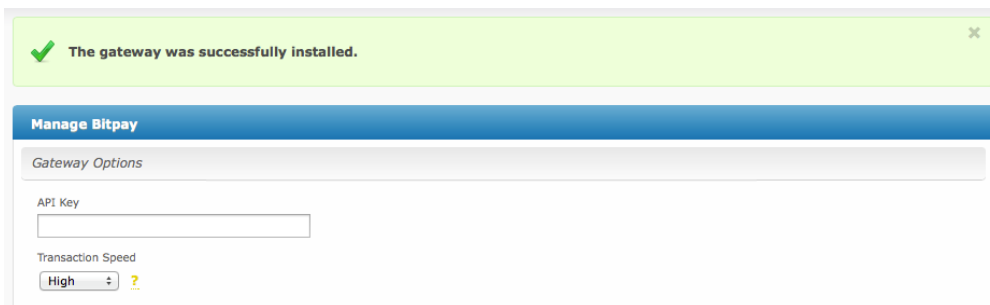 The gateway was successfully installed.
Manage Bitpay
Gateway Options
API Key
Transaction Speed
High ?